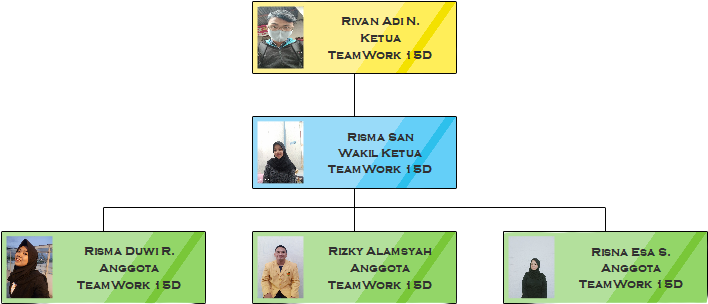 Rivan Adi N.
Ketua
TeamWork 15D
Risma San
Wakil Ketua
TeamWork 15D
Risma Duwi R.
Anggota
TeamWork 15D
Rizky Alamsyah
Anggota
TeamWork 15D
Risna Esa S.
Anggota
TeamWork 15D